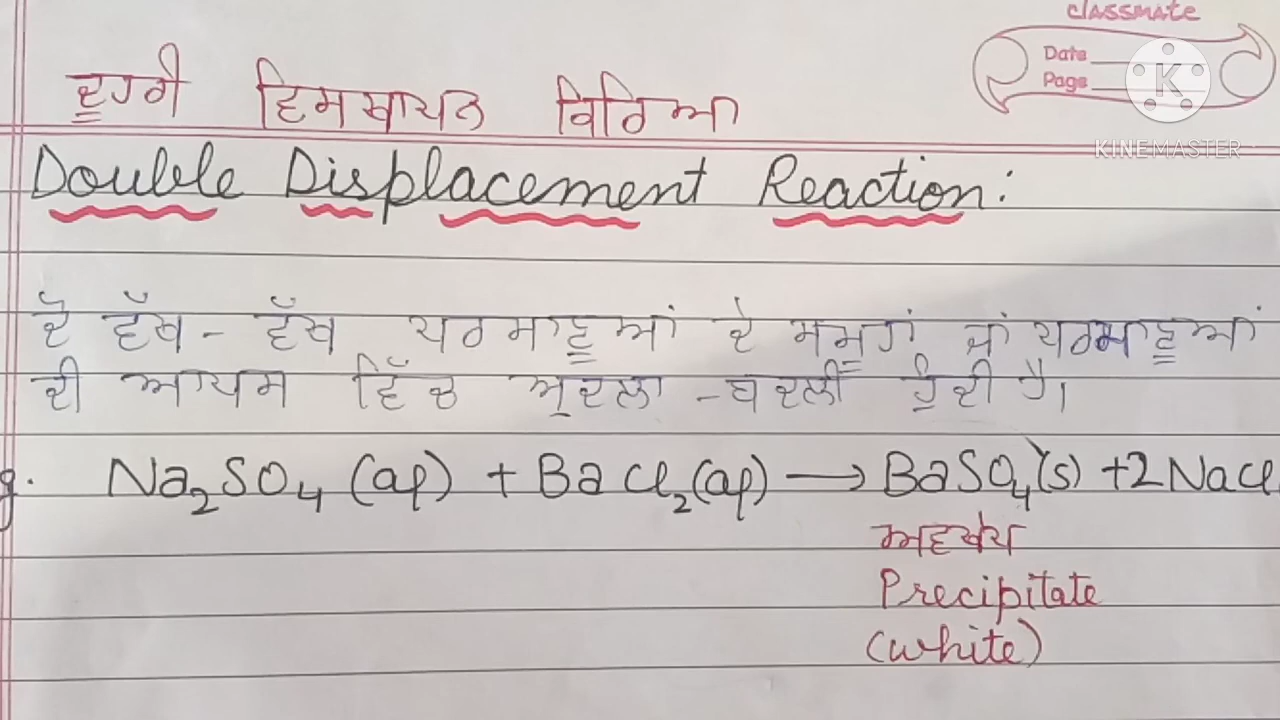 classmate
Date
Page
K
KINEMASTER
ਦੂਹਰੀ ਵਿਸਥਾਪਨ ਕਿਰਿਆ
Double Displacement Reaction:
ਦੋ ਵੱਖ-ਵੱਖ ਪਰਮਾਣੂਆਂ ਦੇ ਸਮੂਹਾਂ ਜਾਂ ਪਰਮਾਣੂਆਂ
ਦੀ ਆਪਸ ਵਿੱਚ ਅਦਲਾ-ਬਦਲੀ ਹੁੰਦੀ ਹੈ।
g. Na₂SO₄ (aq) + BaCl₂ (aq) → BaSO₄(s) + 2NaCl
ਅਵਖੇਪ
Precipitate
(white)